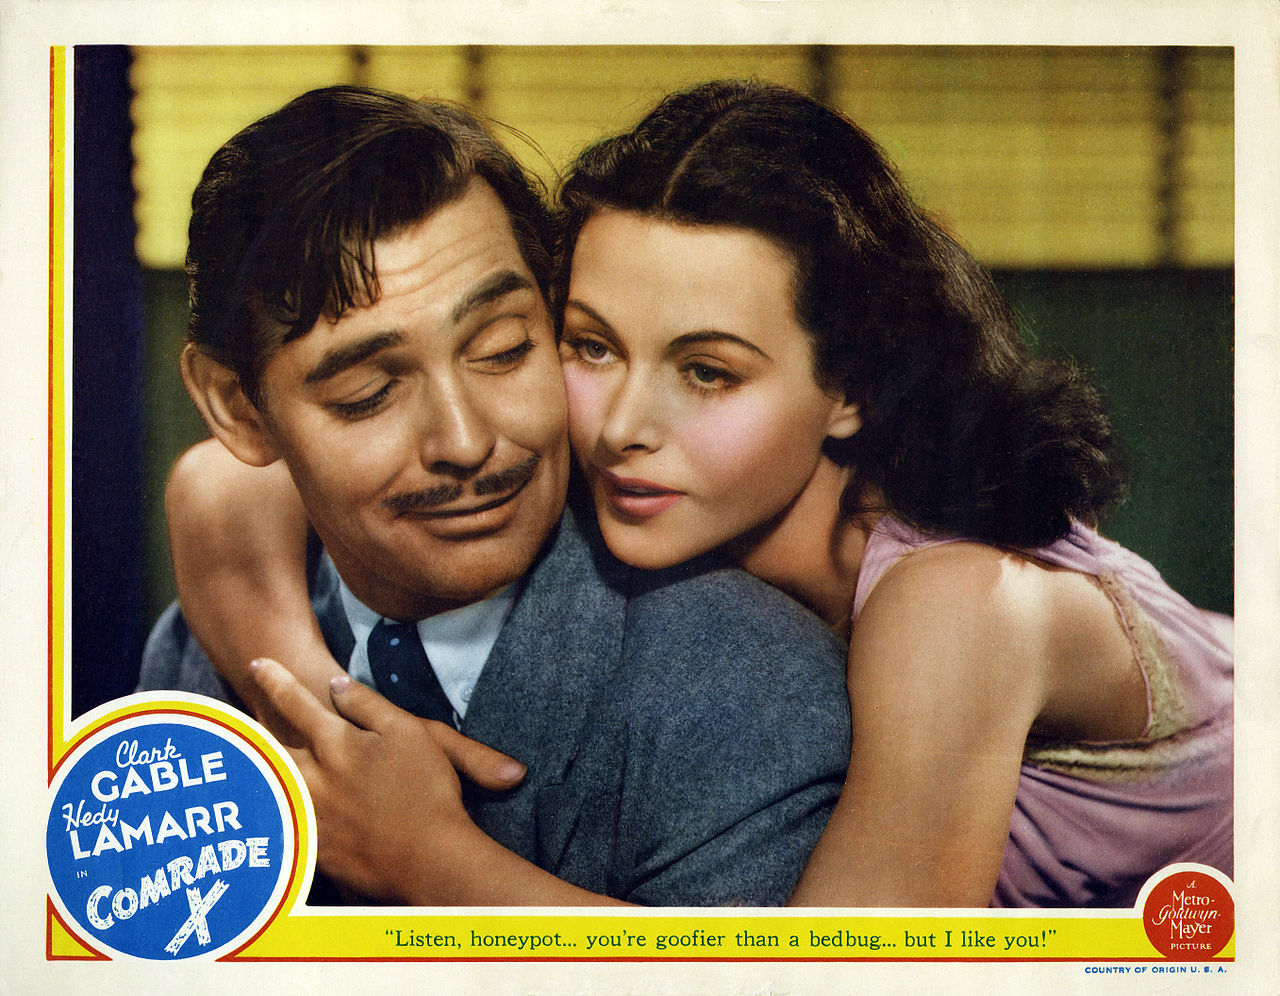 Clark
GABLE
Hedy
LAMARR
IN
COMRADE
X
"Listen, honeypot... you're goofier than a bedbug... but I like you!"
A
Metro-
Goldwyn-
Mayer
PICTURE
COUNTRY OF ORIGIN U. S. A.